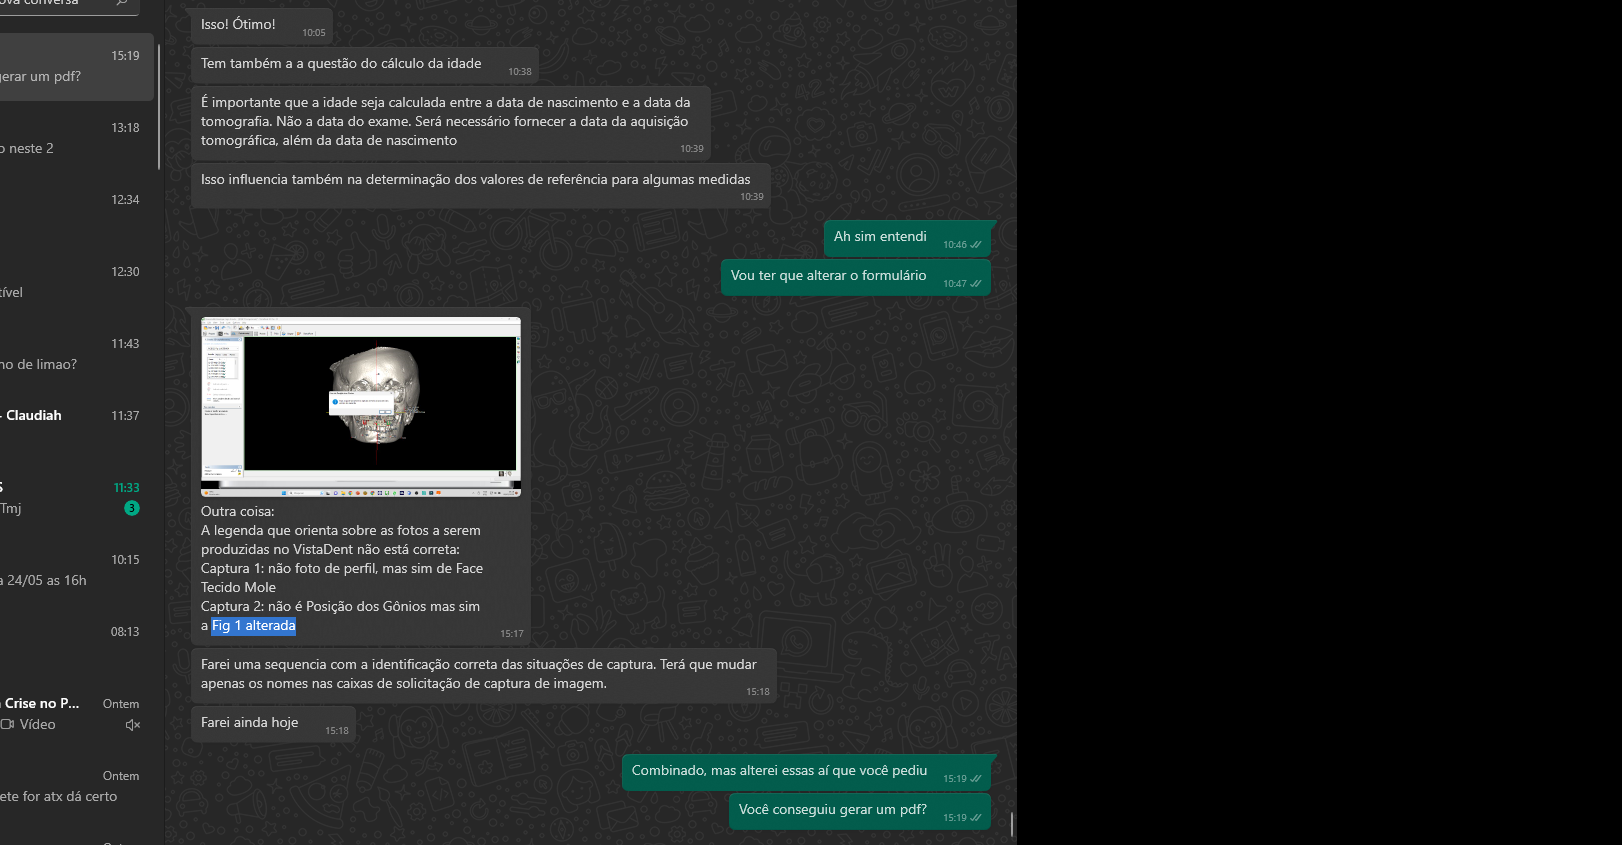 ova conversa
15:19
gerar um pdf?
13:18
o neste 2
12:34
12:30
tível
11:43
no de limao?
- Claudiah
11:37
S
11:33
Tmj
3
10:15
a 24/05 as 16h
08:13
a Crise no P...
Ontem
Vídeo
Ontem
ete for atx dá certo
Isso! Ótimo!
10:05
Tem também a a questão do cálculo da idade
10:38
É importante que a idade seja calculada entre a data de nascimento e a data da
tomografia. Não a data do exame. Será necessário fornecer a data da aquisição
tomográfica, além da data de nascimento
10:39
Isso influencia também na determinação dos valores de referência para algumas medidas
10:39
Ah sim entendi
10:46
Vou ter que alterar o formulário
10:47
Outra coisa:
A legenda que orienta sobre as fotos a serem
produzidas no VistaDent não está correta:
Captura 1: não foto de perfil, mas sim de Face
Tecido Mole
Captura 2: não é Posição dos Gônios mas sim
a Fig 1 alterada
15:17
Farei uma sequencia com a identificação correta das situações de captura. Terá que mudar
apenas os nomes nas caixas de solicitação de captura de imagem.
15:18
Farei ainda hoje
15:18
Combinado, mas alterei essas aí que você pediu
15:19
Você conseguiu gerar um pdf?
15:19